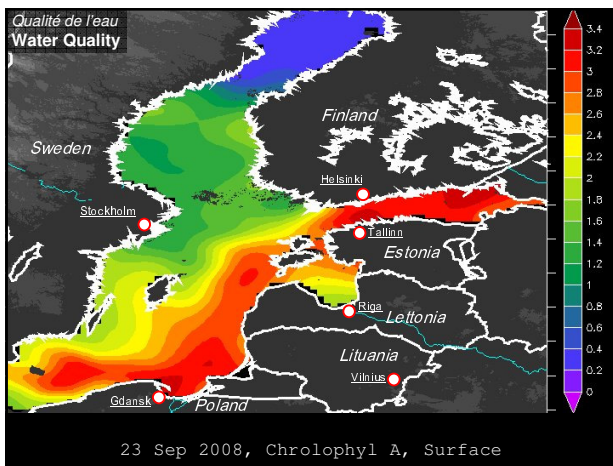 Qualité de l'eau
Water Quality
Finland
Sweden
Helsinki
Stockholm
Tallinn
Estonia
Riga
Lettonia
Lituania
Vilnius
Gdansk
Poland
3.4
3.2
3
2.8
2.6
2.4
2.2
2
1.8
1.6
1.4
1.2
1
0.8
0.6
0.4
0.2
0
23 Sep 2008, Chrolophyl A, Surface